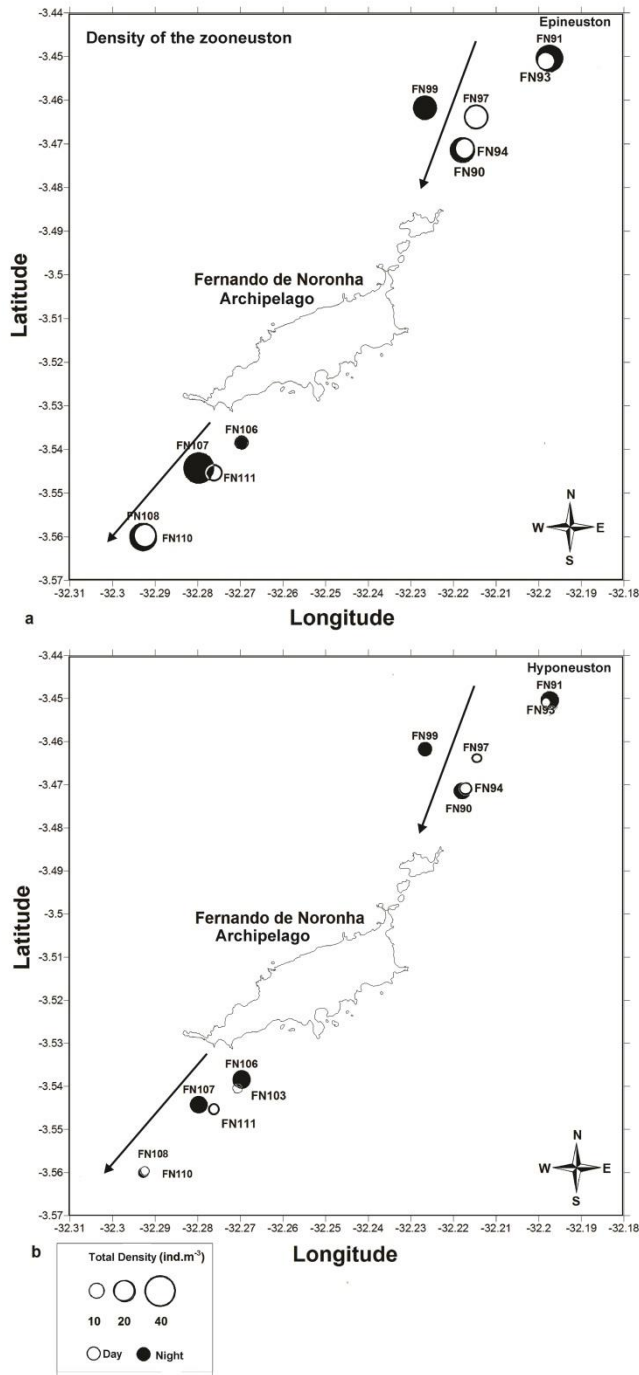 Epineuston
Density of the zooneuston
FN91
FN93
FN99
FN97
FN94
FN90
Fernando de Noronha
Archipelago
FN106
FN107
FN111
FN108
FN110
N
W E
S
-3.44
-3.45
-3.46
-3.47
-3.48
-3.49
-3.5
-3.51
-3.52
-3.53
-3.54
-3.55
-3.56
-3.57
Latitude
-32.31 -32.3 -32.29 -32.28 -32.27 -32.26 -32.25 -32.24 -32.23 -32.22 -32.21 -32.2 -32.19 -32.18
Longitude
a
Hyponeuston
FN91
FN93
FN99
FN97
FN94
FN90
Fernando de Noronha
Archipelago
FN106
FN103
FN107
FN111
FN108
FN110
N
W E
S
-3.44
-3.45
-3.46
-3.47
-3.48
-3.49
-3.5
-3.51
-3.52
-3.53
-3.54
-3.55
-3.56
-3.57
Latitude
-32.31 -32.3 -32.29 -32.28 -32.27 -32.26 -32.25 -32.24 -32.23 -32.22 -32.21 -32.2 -32.19 -32.18
b Longitude
Total Density (ind.m⁻³)
10 20 40
Day Night